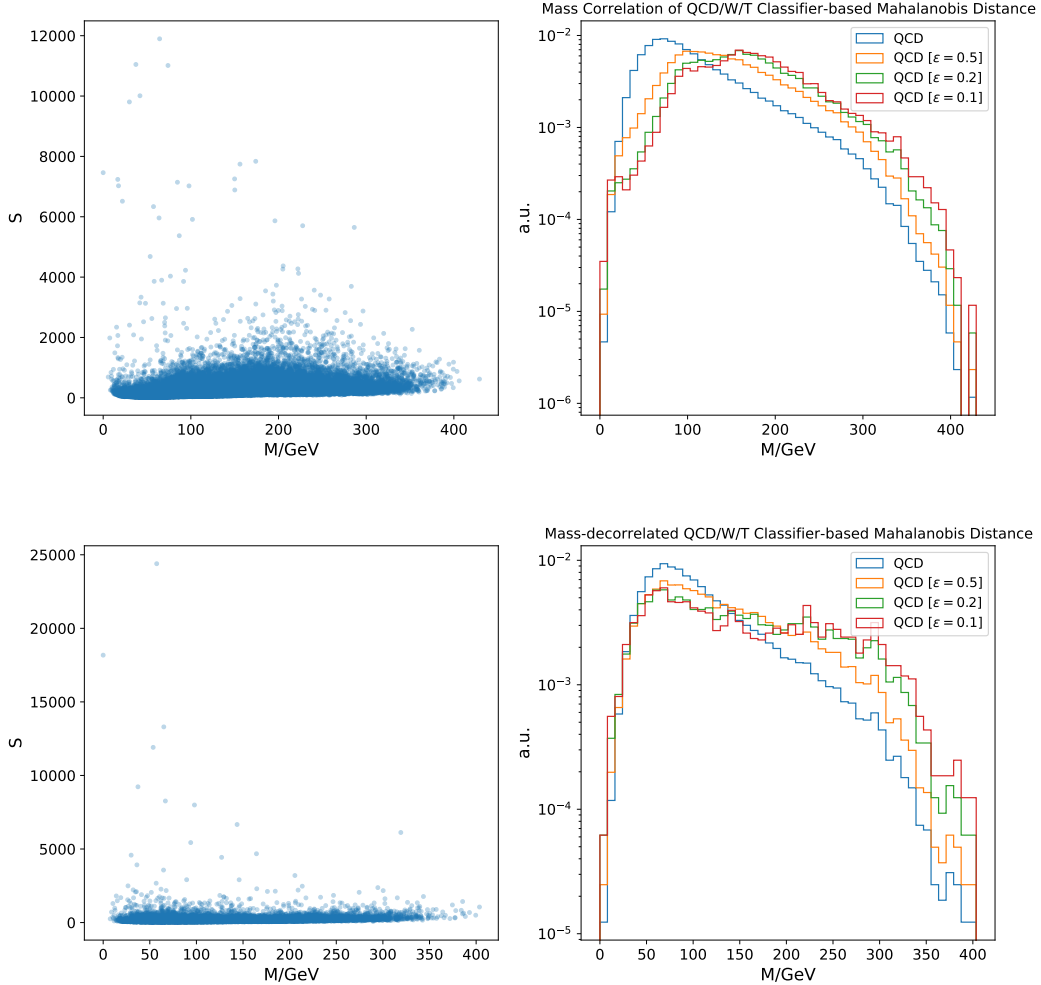 12000
10000
8000
6000
4000
2000
0
S
0 100 200 300 400
M/GeV
Mass Correlation of QCD/W/T Classifier-based Mahalanobis Distance
10⁻²
10⁻³
10⁻⁴
10⁻⁵
10⁻⁶
a.u.
QCD
QCD [ε = 0.5]
QCD [ε = 0.2]
QCD [ε = 0.1]
0 100 200 300 400
M/GeV
25000
20000
15000
10000
5000
0
S
0 50 100 150 200 250 300 350 400
M/GeV
Mass-decorrelated QCD/W/T Classifier-based Mahalanobis Distance
10⁻²
10⁻³
10⁻⁴
10⁻⁵
a.u.
QCD
QCD [ε = 0.5]
QCD [ε = 0.2]
QCD [ε = 0.1]
0 50 100 150 200 250 300 350 400
M/GeV